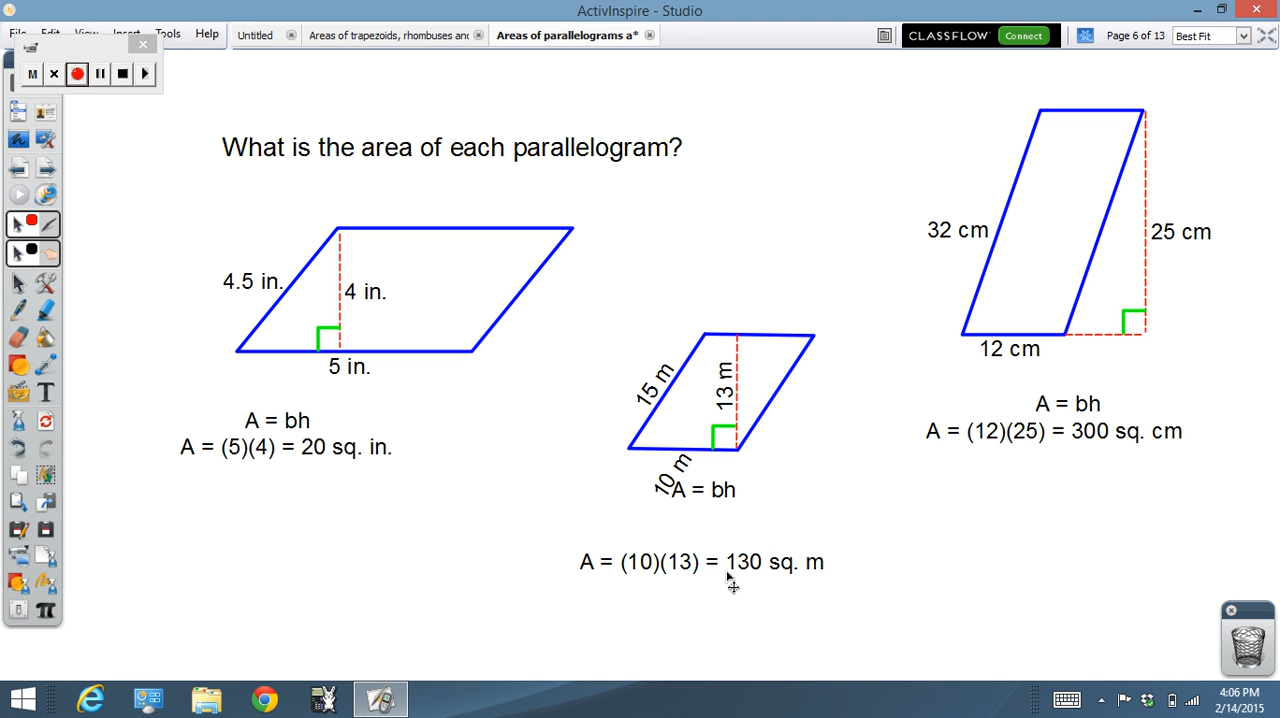 ActivInspire - Studio
File Edit View Insert Tools Help
Untitled
Areas of trapezoids, rhombuses and
Areas of parallelograms a*
CLASSFLOW Connect
Page 6 of 13
Best Fit
M
What is the area of each parallelogram?
4.5 in.
4 in.
5 in.
A = bh
A = (5)(4) = 20 sq. in.
15 m
13 m
10 m
A = bh
A = (10)(13) = 130 sq. m
32 cm
25 cm
12 cm
A = bh
A = (12)(25) = 300 sq. cm
T
4:06 PM
2/14/2015